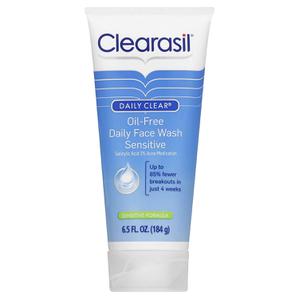 Clearasil®
DAILY CLEAR®
Oil-Free
Daily Face Wash
Sensitive
Salicylic Acid 2% Acne Medication
Up to
85% fewer
breakouts in
just 4 weeks
SENSITIVE FORMULA
6.5 FL. OZ. (184 g)